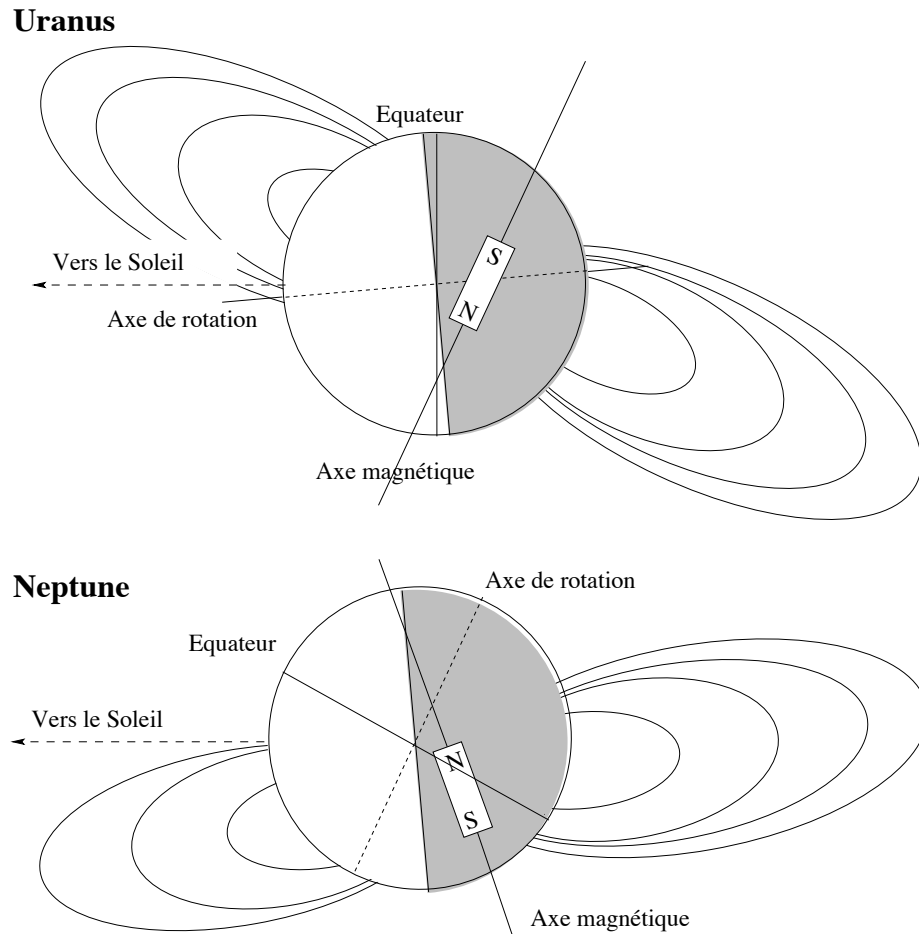 Uranus
Equateur
S
Vers le Soleil
N
Axe de rotation
Axe magnétique
Neptune
Axe de rotation
Equateur
Vers le Soleil
N
S
Axe magnétique